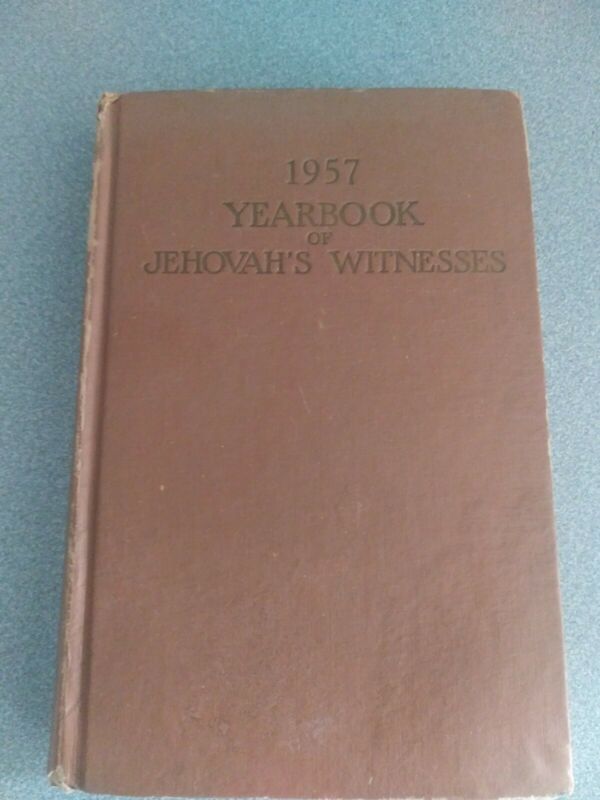 1957
YEARBOOK
OF
JEHOVAH'S WITNESSES